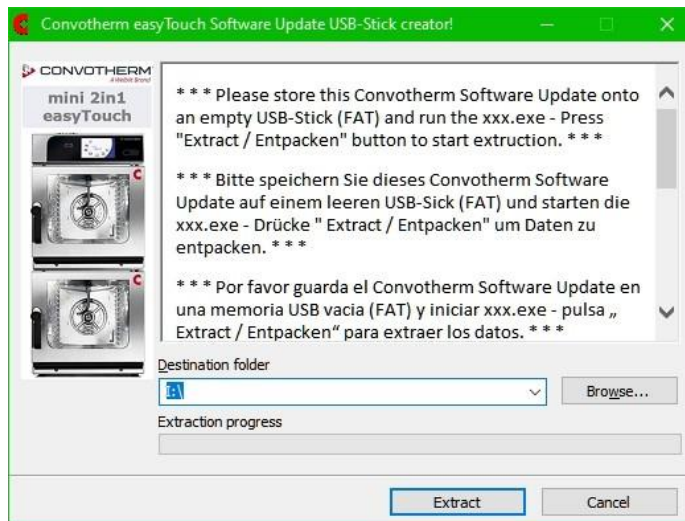 Convotherm easyTouch Software Update USB-Stick creator!
CONVOTHERM
A Welbilt Brand
mini 2in1
easyTouch
* * * Please store this Convotherm Software Update onto
an empty USB-Stick (FAT) and run the xxx.exe - Press
"Extract / Entpacken" button to start extruction. * * *
* * * Bitte speichern Sie dieses Convotherm Software
Update auf einem leeren USB-Sick (FAT) und starten die
xxx.exe - Drücke " Extract / Entpacken" um Daten zu
entpacken. * * *
* * * Por favor guarda el Convotherm Software Update en
una memoria USB vacia (FAT) y iniciar xxx.exe - pulsa „
Extract / Entpacken“ para extraer los datos. * * *
Destination folder
I:\
Browse...
Extraction progress
Extract
Cancel